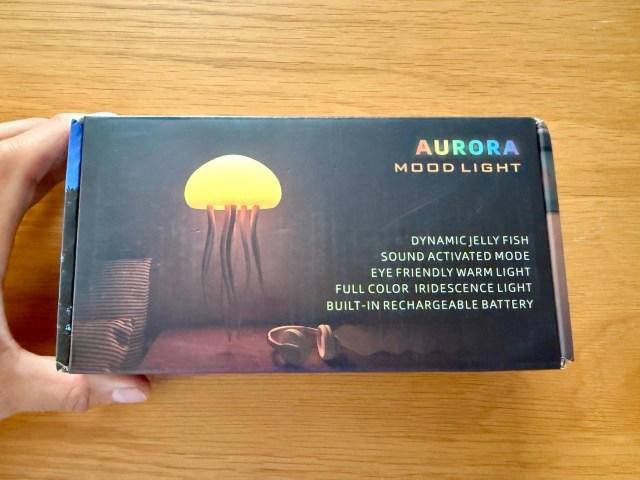 AURORA
MOOD LIGHT
DYNAMIC JELLY FISH
SOUND ACTIVATED MODE
EYE FRIENDLY WARM LIGHT
FULL COLOR IRIDESCENCE LIGHT
BUILT-IN RECHARGEABLE BATTERY